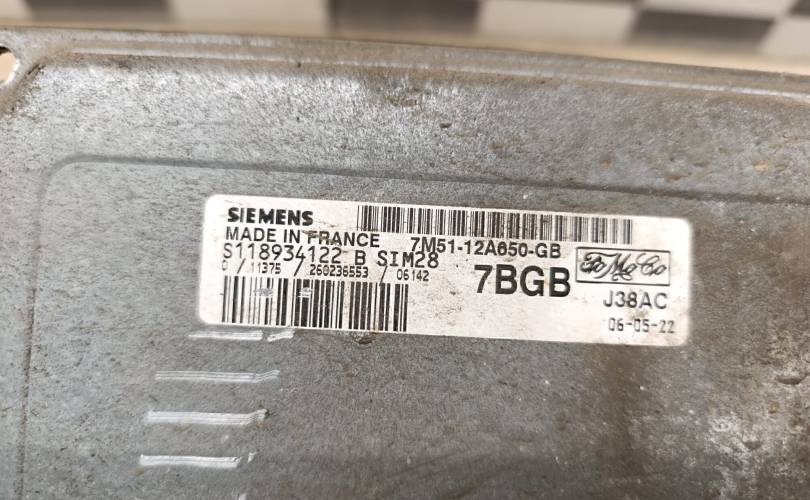 SIEMENS
MADE IN FRANCE 7M51-12A650-GB
S118934122 B SIM28
0 / 11375 / 260236553 / 06142
7BGB
FoMoCo
J38AC
06-05-22